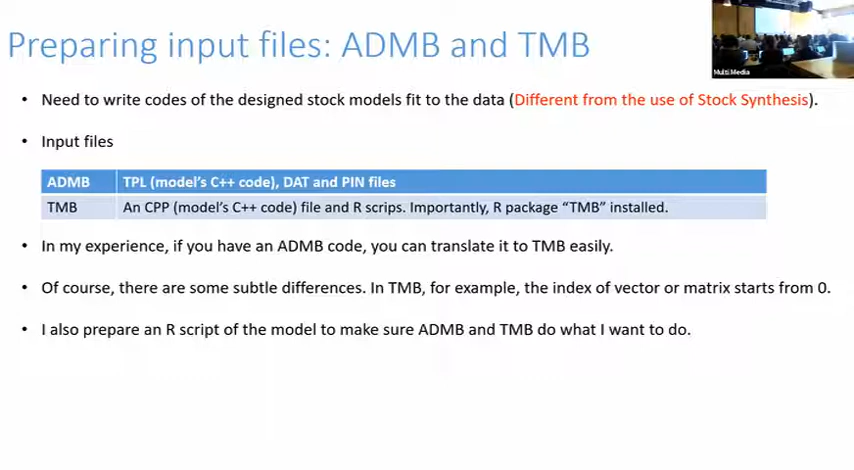 Preparing input files: ADMB and TMB
Multi.Media
• Need to write codes of the designed stock models fit to the data (Different from the use of Stock Synthesis).
• Input files
ADMB TPL (model's C++ code), DAT and PIN files
TMB An CPP (model's C++ code) file and R scrips. Importantly, R package “TMB” installed.
• In my experience, if you have an ADMB code, you can translate it to TMB easily.
• Of course, there are some subtle differences. In TMB, for example, the index of vector or matrix starts from 0.
• I also prepare an R script of the model to make sure ADMB and TMB do what I want to do.